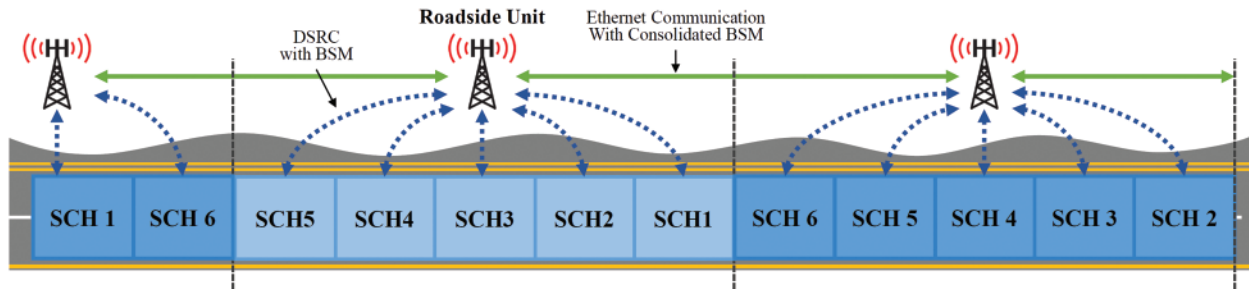 Roadside Unit
Ethernet Communication
With Consolidated BSM
DSRC
with BSM
SCH 1 SCH 6 SCH5 SCH4 SCH3 SCH2 SCH1 SCH 6 SCH 5 SCH 4 SCH 3 SCH 2